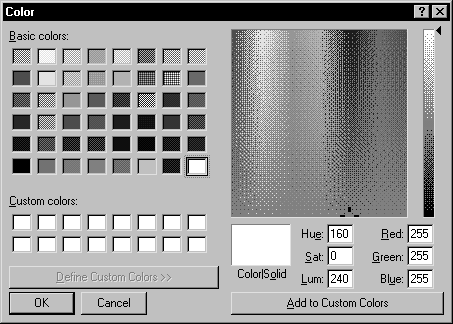 Color
Basic colors:
Custom colors:
Define Custom Colors >>
OK
Cancel
Color|Solid
Hue: 160
Sat: 0
Lum: 240
Red: 255
Green: 255
Blue: 255
Add to Custom Colors